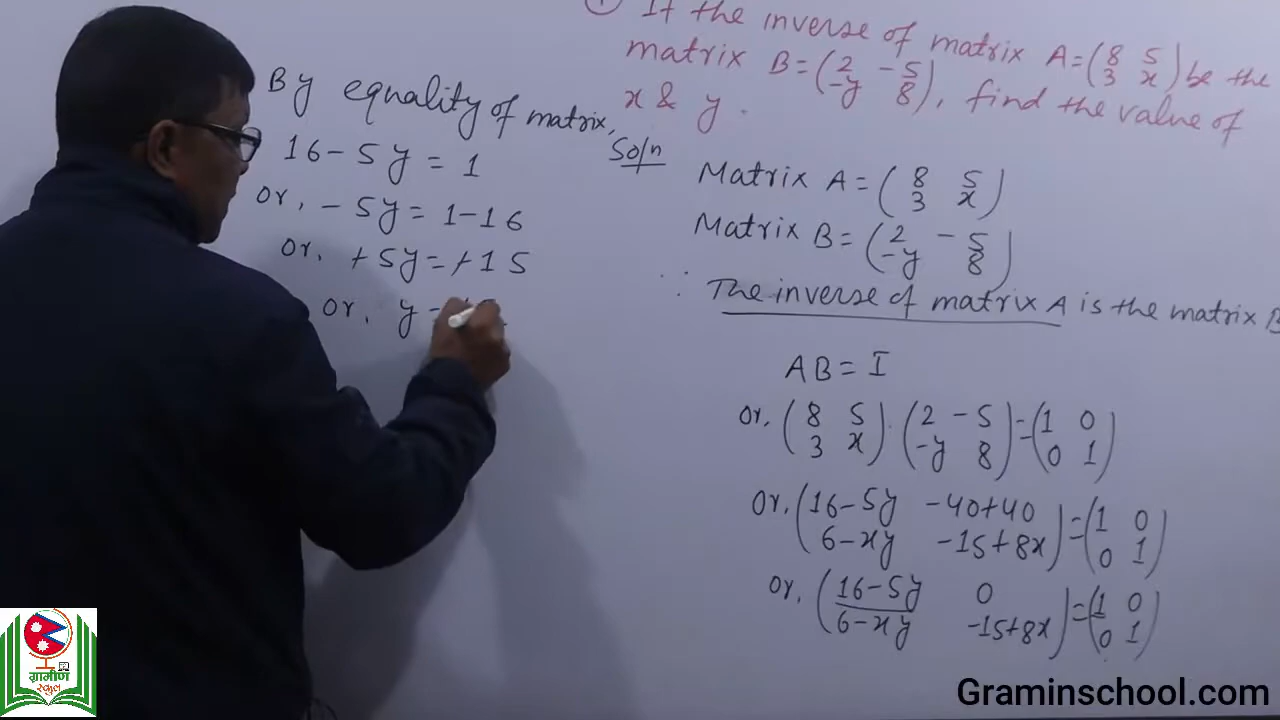 ① If the inverse of matrix A = (8 5
3 x) be the
matrix B = (2 -5
-y 8), find the value of
x & y.
Soln
Matrix A = (8 5
3 x)
Matrix B = (2 -5
-y 8)
∴ The inverse of matrix A is the matrix B
AB = I
or, (8 5
3 x) . (2 -5
-y 8) = (1 0
0 1)
or, (16-5y -40+40
6-xy -15+8x) = (1 0
0 1)
or, (16-5y 0
6-xy -15+8x) = (1 0
0 1)
By equality of matrix,
16-5y = 1
or, -5y = 1-16
or, +5y = +15
or, y =
ग्रामीण
स्कुल
Graminschool.com